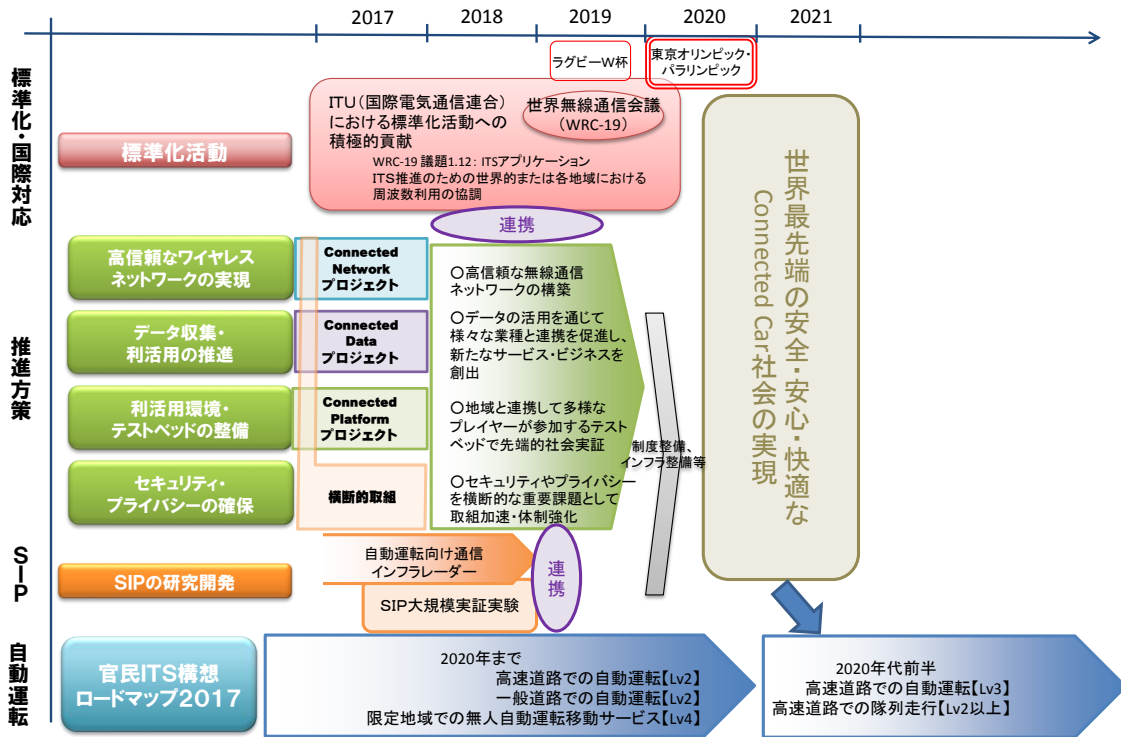 2017
2018
2019
2020
2021
ラグビーW杯
東京オリンピック・
パラリンピック
標準化・国際対応
標準化活動
ITU(国際電気通信連合)
における標準化活動への
積極的貢献
世界無線通信会議
(WRC-19)
WRC-19 議題1.12: ITSアプリケーション
ITS推進のための世界的または各地域における
周波数利用の協調
連携
推進方策
高信頼なワイヤレス
ネットワークの実現
Connected
Network
プロジェクト
○高信頼な無線通信
ネットワークの構築
データ収集・
利活用の推進
Connected
Data
プロジェクト
○データの活用を通じて
様々な業種と連携を促進し、
新たなサービス・ビジネスを
創出
利活用環境・
テストベッドの整備
Connected
Platform
プロジェクト
○地域と連携して多様な
プレイヤーが参加するテスト
ベッドで先端的社会実証
セキュリティ・
プライバシーの確保
横断的取組
○セキュリティやプライバシー
を横断的な重要課題として
取組加速・体制強化
制度整備、
インフラ整備等
世界最先端の安全・安心・快適な
Connected Car社会の実現
SIP
SIPの研究開発
自動運転向け通信
インフラレーダー
SIP大規模実証実験
連携
自動運転
官民ITS構想
ロードマップ2017
2020年まで
高速道路での自動運転【Lv2】
一般道路での自動運転【Lv2】
限定地域での無人自動運転移動サービス【Lv4】
2020年代前半
高速道路での自動運転【Lv3】
高速道路での隊列走行【Lv2以上】